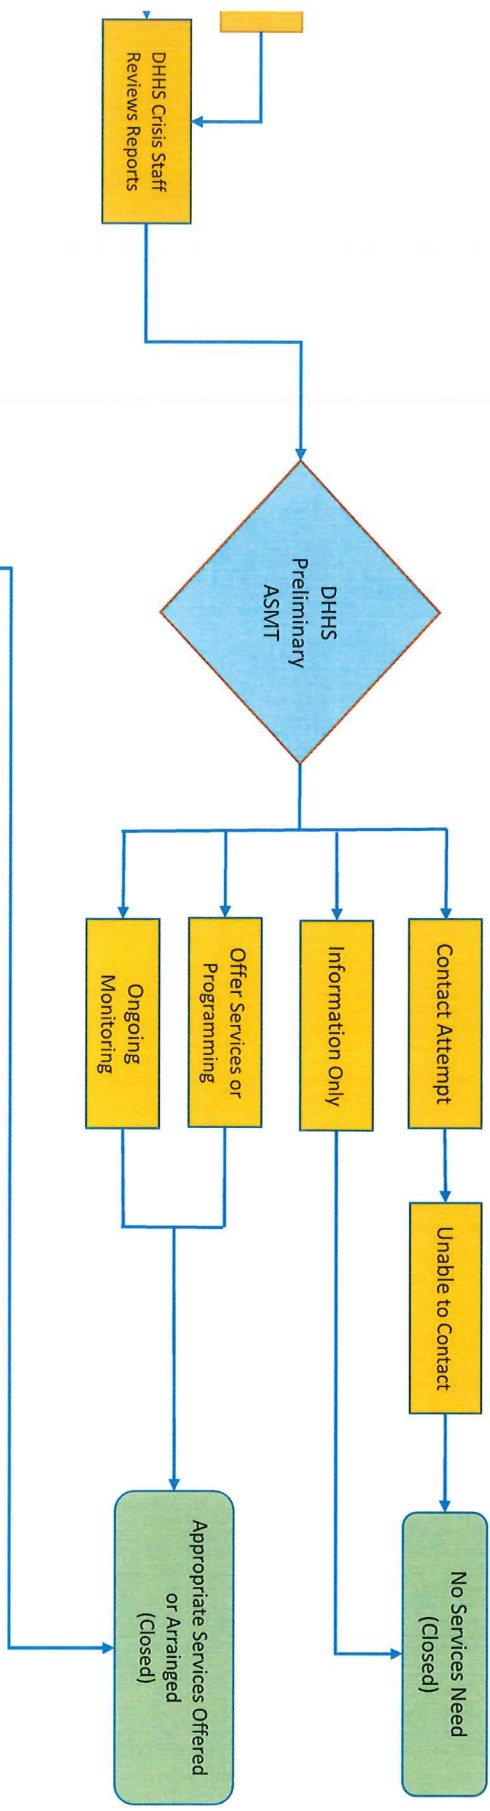 DHHS Crisis Staff
Reviews Reports
DHHS
Preliminary
ASMT
Contact Attempt
Unable to Contact
No Services Need
(Closed)
Information Only
Offer Services or
Programming
Ongoing
Monitoring
Appropriate Services Offered
or Arrainged
(Closed)